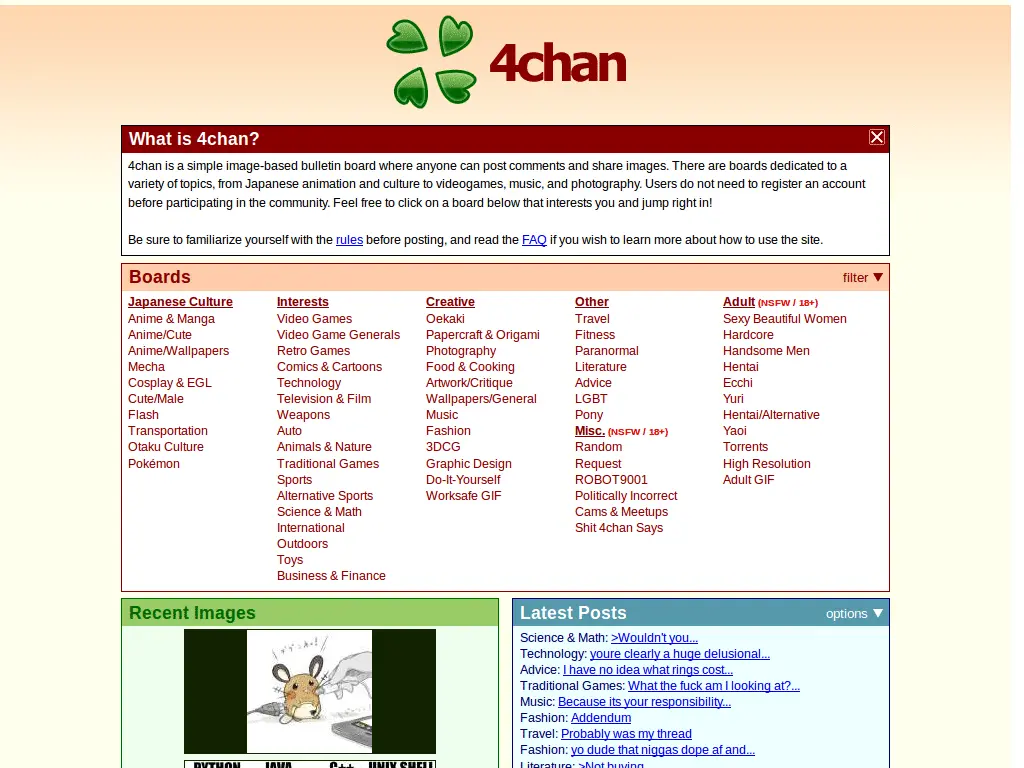 4chan
What is 4chan?
4chan is a simple image-based bulletin board where anyone can post comments and share images. There are boards dedicated to a
variety of topics, from Japanese animation and culture to videogames, music, and photography. Users do not need to register an account
before participating in the community. Feel free to click on a board below that interests you and jump right in!
Be sure to familiarize yourself with the rules before posting, and read the FAQ if you wish to learn more about how to use the site.
Boards
filter ▼
Japanese Culture
Anime & Manga
Anime/Cute
Anime/Wallpapers
Mecha
Cosplay & EGL
Cute/Male
Flash
Transportation
Otaku Culture
Pokémon
Interests
Video Games
Video Game Generals
Retro Games
Comics & Cartoons
Technology
Television & Film
Weapons
Auto
Animals & Nature
Traditional Games
Sports
Alternative Sports
Science & Math
International
Outdoors
Toys
Business & Finance
Creative
Oekaki
Papercraft & Origami
Photography
Food & Cooking
Artwork/Critique
Wallpapers/General
Music
Fashion
3DCG
Graphic Design
Do-It-Yourself
Worksafe GIF
Other
Travel
Fitness
Paranormal
Literature
Advice
LGBT
Pony
Misc. (NSFW / 18+)
Random
Request
ROBOT9001
Politically Incorrect
Cams & Meetups
Shit 4chan Says
Adult (NSFW / 18+)
Sexy Beautiful Women
Hardcore
Handsome Men
Hentai
Ecchi
Yuri
Hentai/Alternative
Yaoi
Torrents
High Resolution
Adult GIF
Recent Images
PYTHON JAVA C++ UNIX SHELL
Latest Posts
options ▼
Science & Math: >Wouldn't you...
Technology: youre clearly a huge delusional...
Advice: I have no idea what rings cost...
Traditional Games: What the fuck am I looking at?...
Music: Because its your responsibility...
Fashion: Addendum
Travel: Probably was my thread
Fashion: yo dude that niggas dope af and...
Literature: >Not buying